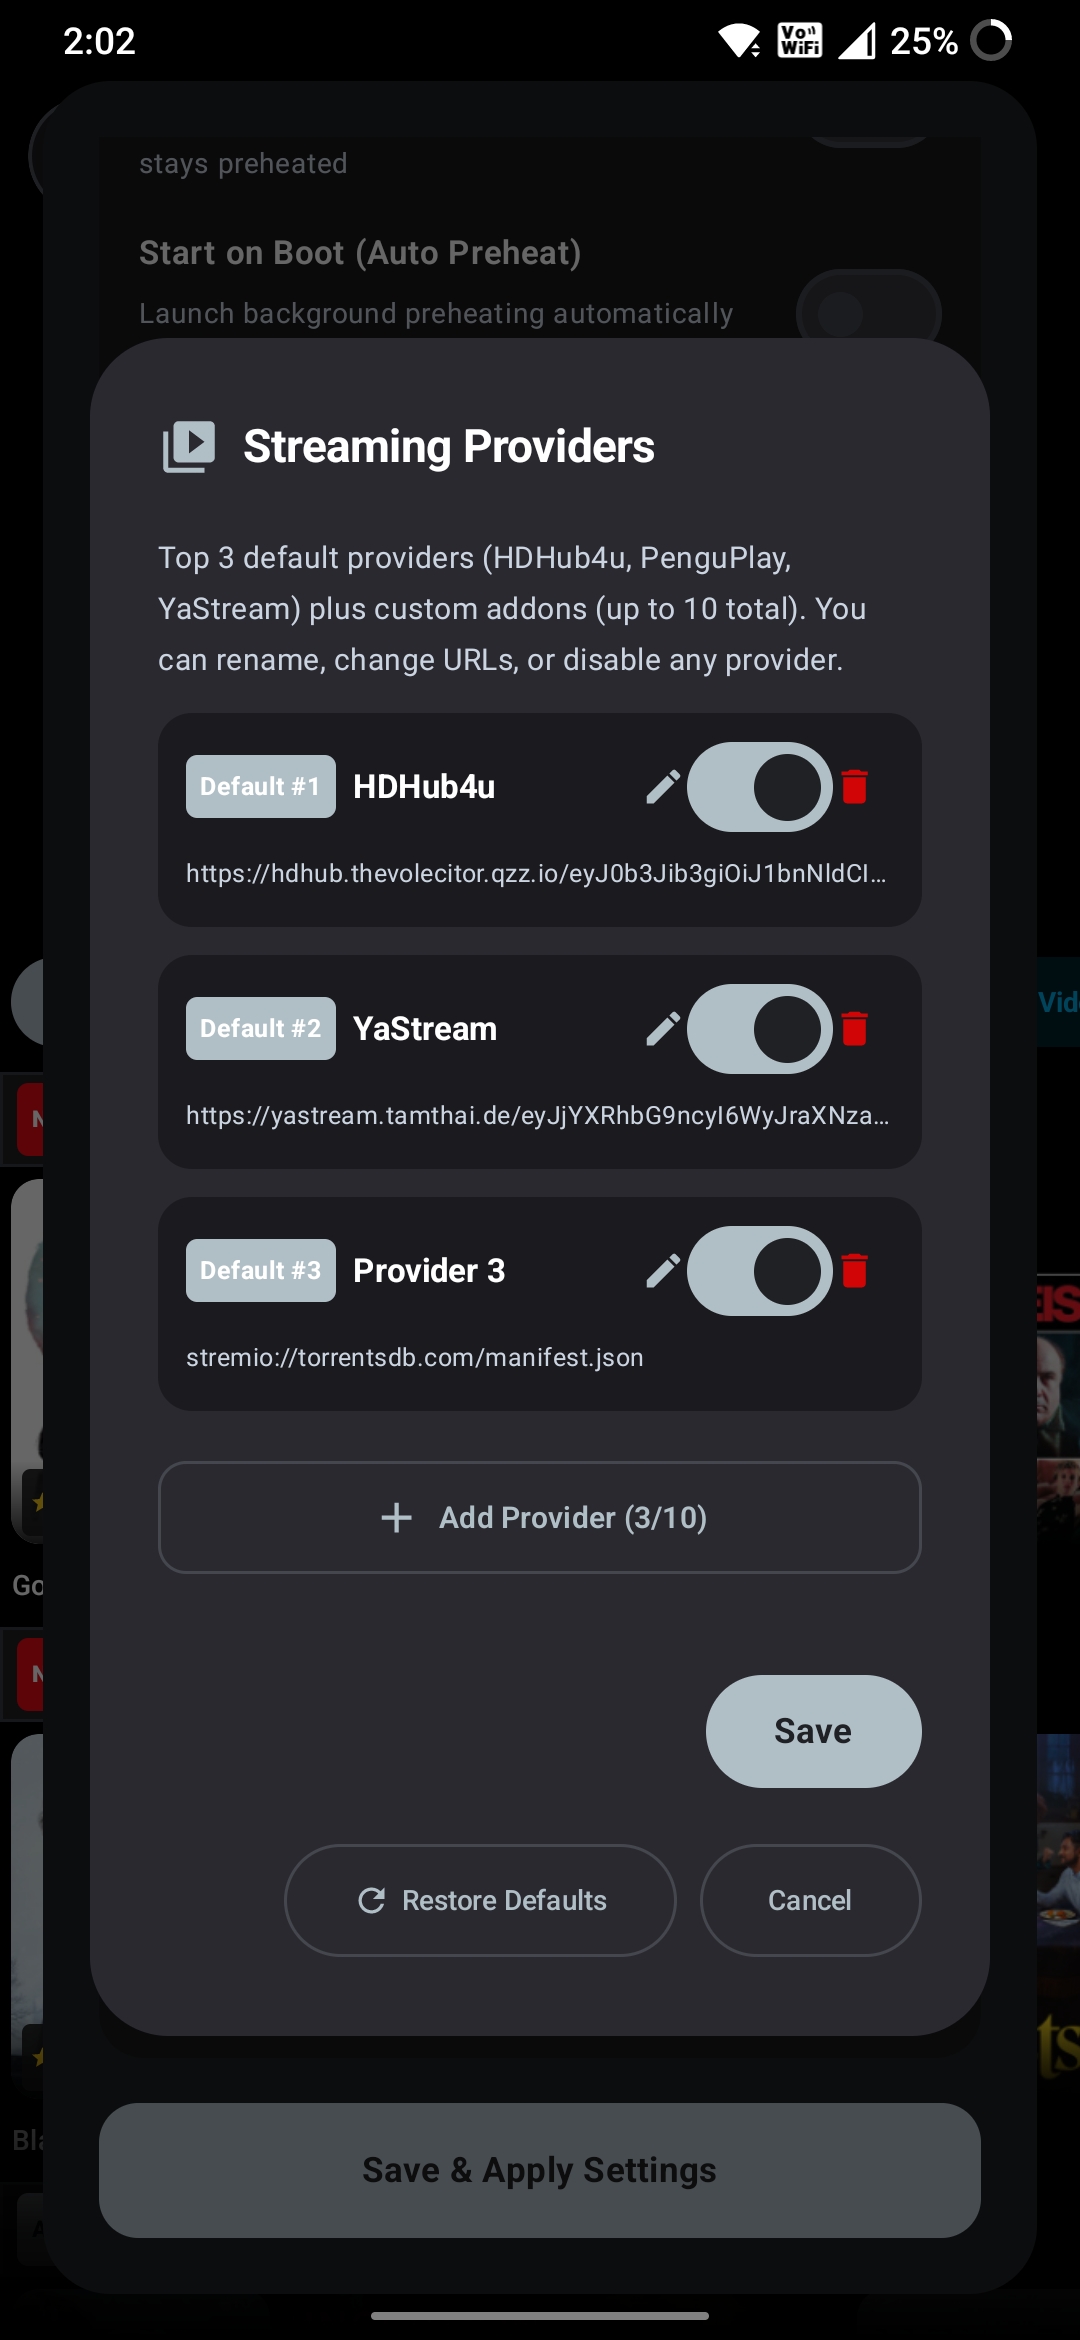 2:02
Vo WiFi
25%
stays preheated
Start on Boot (Auto Preheat)
Launch background preheating automatically
Streaming Providers
Top 3 default providers (HDHub4u, PenguPlay,
YaStream) plus custom addons (up to 10 total). You
can rename, change URLs, or disable any provider.
Default #1 HDHub4u
https://hdhub.thevolecitor.qzz.io/eyJ0b3Jib3giOiJ1bnNldCI...
Default #2 YaStream
https://yastream.tamthai.de/eyJjYXRhbG9ncyI6WyJraXNza...
Default #3 Provider 3
stremio://torrentsdb.com/manifest.json
Add Provider (3/10)
Save
Restore Defaults
Cancel
Save & Apply Settings